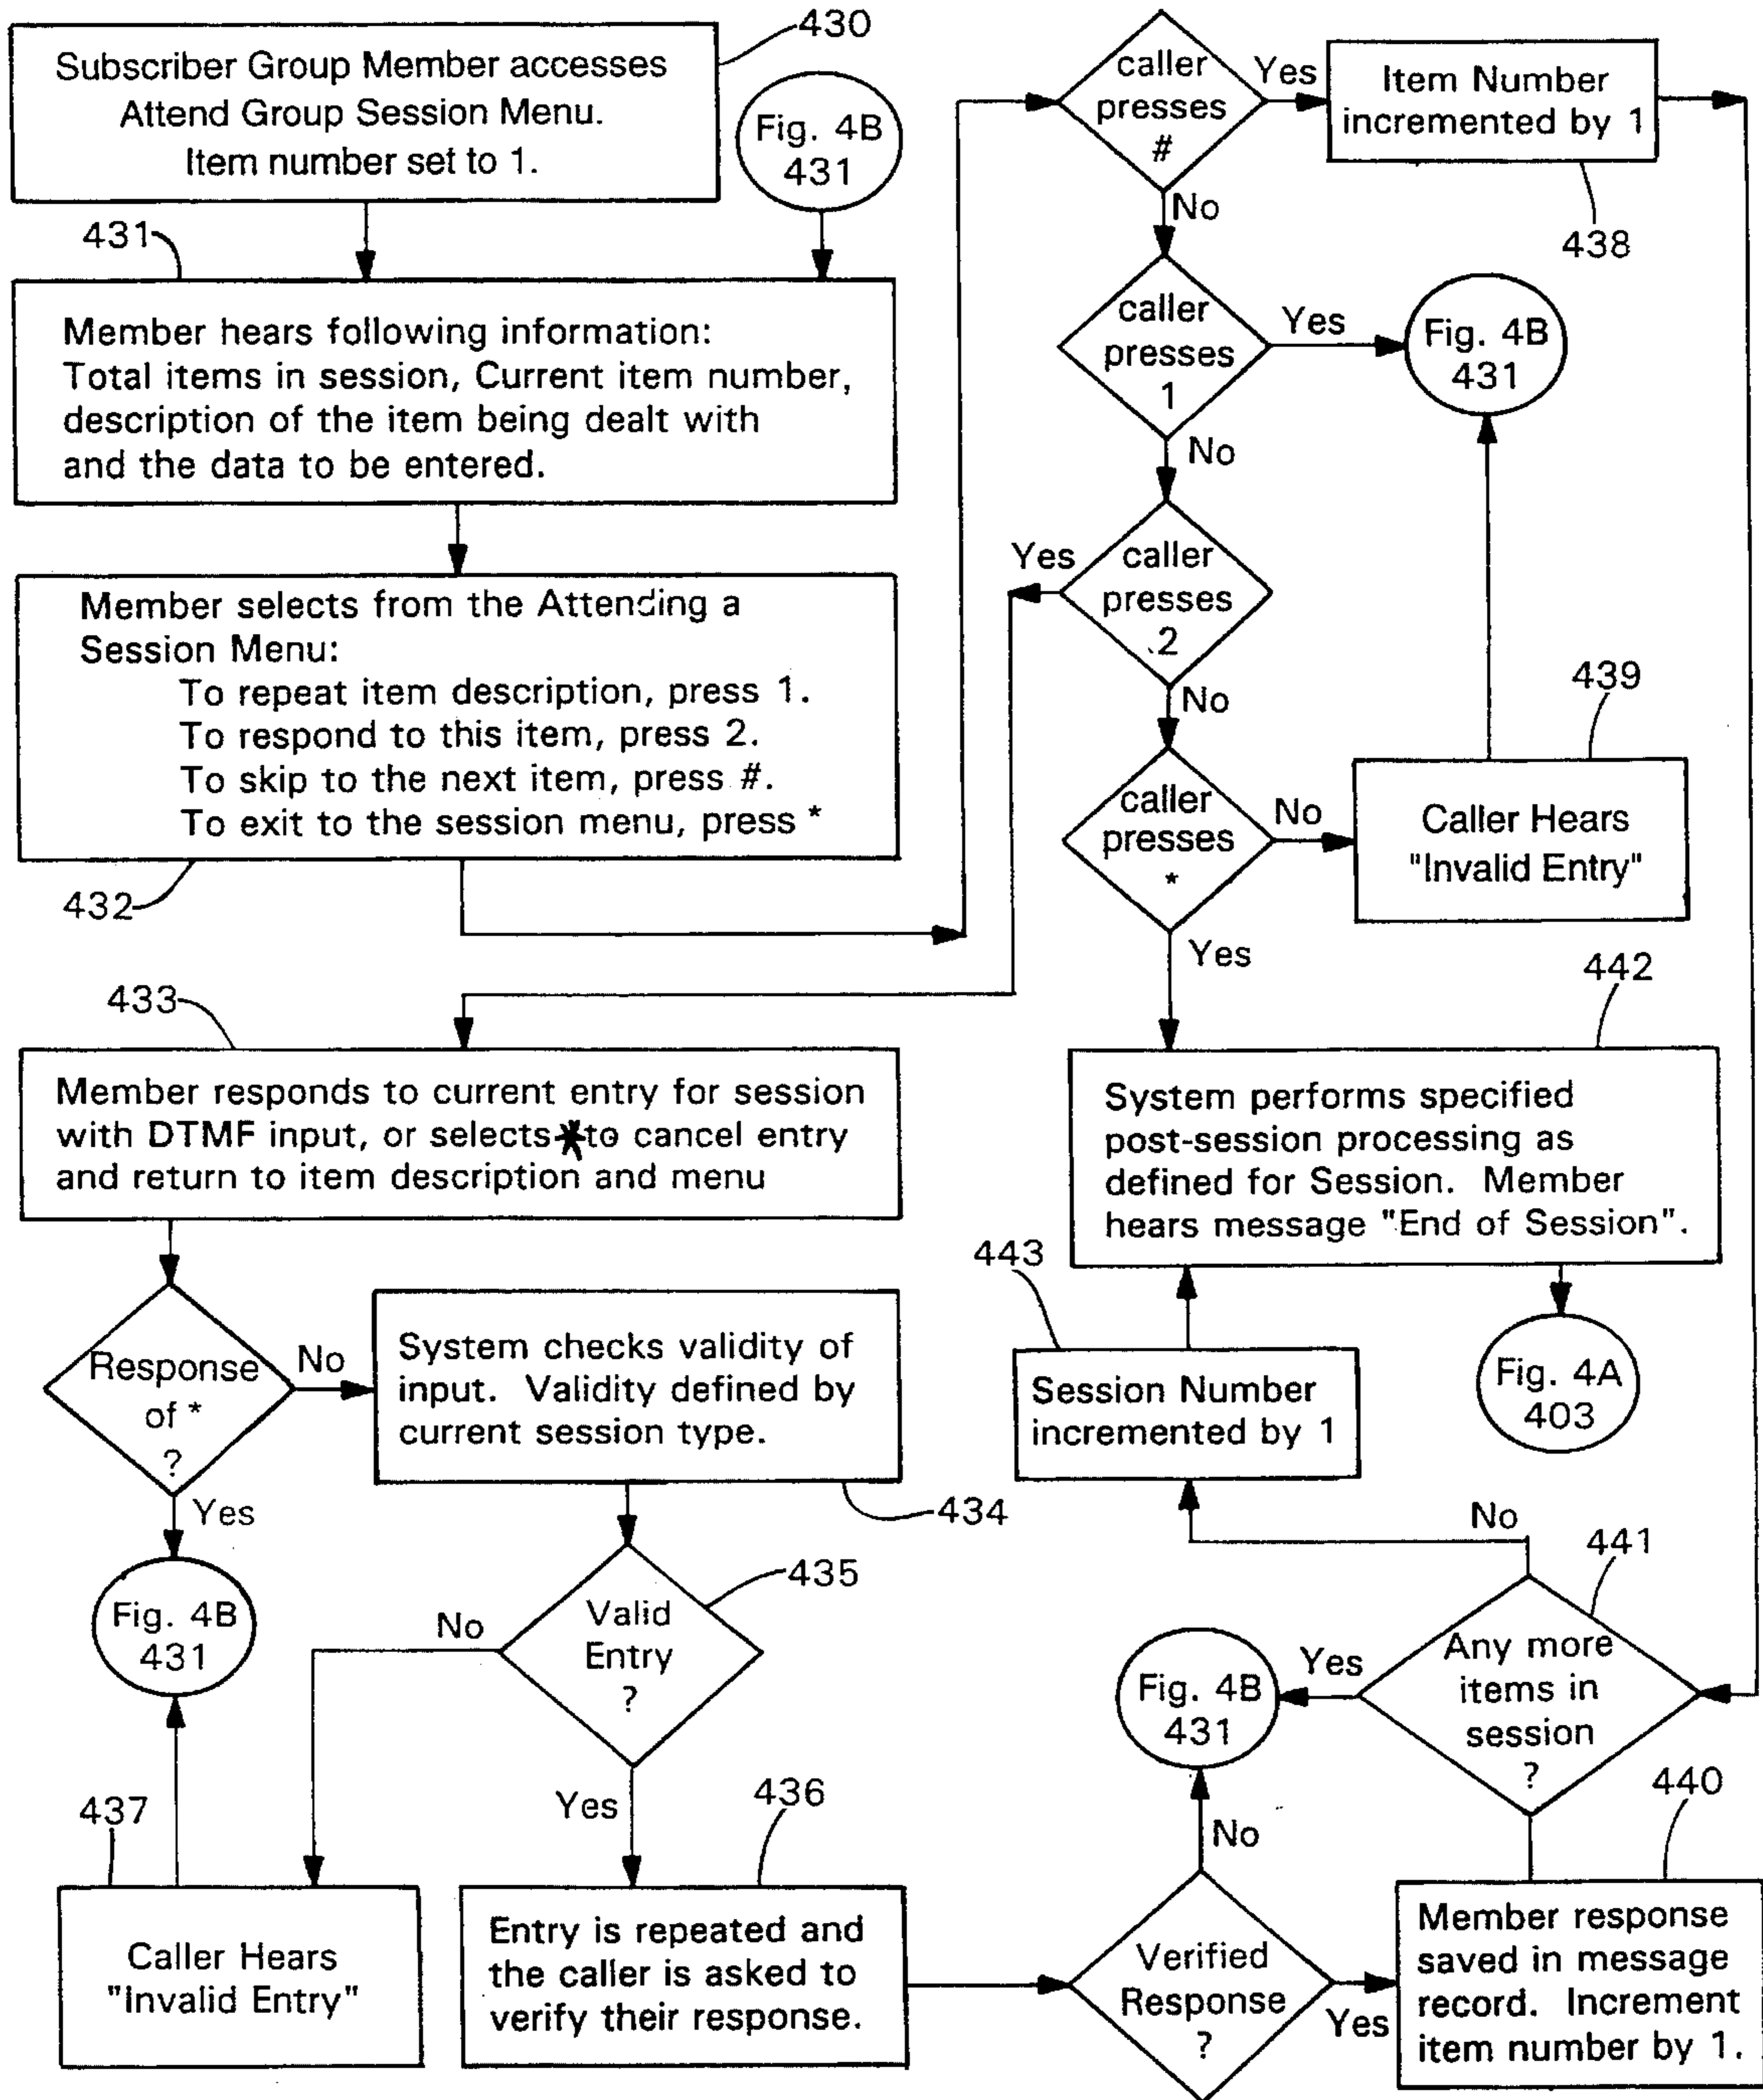 430
Subscriber Group Member accesses
Attend Group Session Menu.
Item number set to 1.
Fig. 4B
431
431
Member hears following information:
Total items in session, Current item number,
description of the item being dealt with
and the data to be entered.
Member selects from the Attending a
Session Menu:
To repeat item description, press 1.
To respond to this item, press 2.
To skip to the next item, press #.
To exit to the session menu, press *
432
433
Member responds to current entry for session
with DTMF input, or selects * to cancel entry
and return to item description and menu
Response
of *
?
No
Yes
Fig. 4B
431
System checks validity of
input. Validity defined by
current session type.
434
435
Valid
Entry
?
No
Yes
437
Caller Hears
"Invalid Entry"
436
Entry is repeated and
the caller is asked to
verify their response.
caller
presses
#
Yes
Item Number
incremented by 1
438
No
caller
presses
1
Yes
Fig. 4B
431
No
caller
presses
2
Yes
No
caller
presses
*
No
439
Caller Hears
"Invalid Entry"
Yes
442
System performs specified
post-session processing as
defined for Session. Member
hears message "End of Session".
443
Session Number
incremented by 1
Fig. 4A
403
No
441
Any more
items in
session
?
Yes
Fig. 4B
431
No
Verified
Response
?
Yes
440
Member response
saved in message
record. Increment
item number by 1.